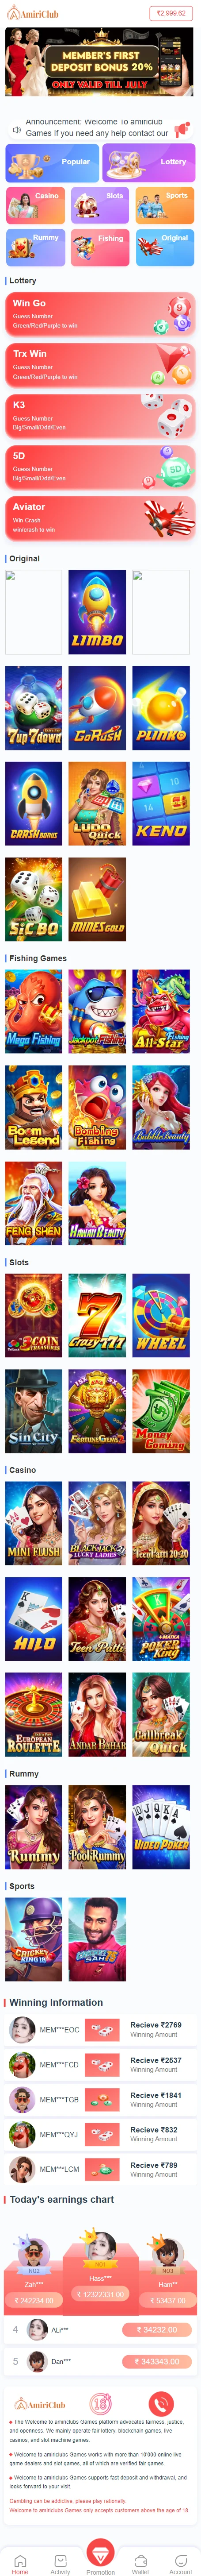 AmiriClub
₹2,999.62
MEMBER'S FIRST
DEPOSIT BONUS 20%
ONLY VALID TILL JULY
Announcement: Welcome To amiriclub
Games If you need any help contact our
Popular
Lottery
Casino
Slots
Sports
Rummy
Fishing
Original
Lottery
Win Go
Guess Number
Green/Red/Purple to win
Trx Win
Guess Number
Green/Red/Purple to win
K3
Guess Number
Big/Small/Odd/Even
5D
Guess Number
Big/Small/Odd/Even
5D
Aviator
Win Crash
win/crash to win
Original
LIMBO
7up7down
GoRush
PLINKO
CRASH BONUS
LUDO Quick
KENO
SIC BO
MINES GOLD
Fishing Games
Mega Fishing
Jackpot Fishing
All-Star Fishing
Boom Legend
Bombing Fishing
Bubble Beauty
FENG SHEN
Hawaii Beauty
Slots
COIN TREASURES
Crazy 777
WHEEL
Sin City
FORTUNE GEMS 2
Money Coming
Casino
MINI FLUSH
BLACKJACK 21
LUCKY LADIES
TeenPatti 20-20
HILO
Teen Patti
MATKA
POKER King
EUROPEAN ROULETTE
ANDAR BAHAR
Callbreak Quick
Rummy
Rummy
Pool Rummy
10 J Q K A
VIDEO POKER
Sports
CRICKET KING 18
CRICKET SAH 75
Winning Information
MEM***EOC
Recieve ₹2769
Winning Amount
MEM***FCD
Recieve ₹2537
Winning Amount
MEM***TGB
Recieve ₹1841
Winning Amount
MEM***QYJ
Recieve ₹832
Winning Amount
MEM***LCM
Recieve ₹789
Winning Amount
Today's earnings chart
NO2
Zah***
₹ 242234.00
NO1
Hass***
₹ 12322331.00
NO3
Ham**
₹ 53437.00
4
ALi***
₹ 34232.00
5
Dan***
₹ 343343.00
AmiriClub
18
The Welcome to amiriclubs Games platform advocates fairness, justice,
and openness. We mainly operate fair lottery, blockchain games, live
casinos, and slot machine games.
Welcome to amiriclubs Games works with more than 10'000 online live
game dealers and slot games, all of which are verified fair games.
Welcome to amiriclubs Games supports fast deposit and withdrawal, and
looks forward to your visit.
Gambling can be addictive, please play rationally.
Welcome to amiriclubs Games only accepts customers above the age of 18.
Home
Activity
Promotion
Wallet
Account